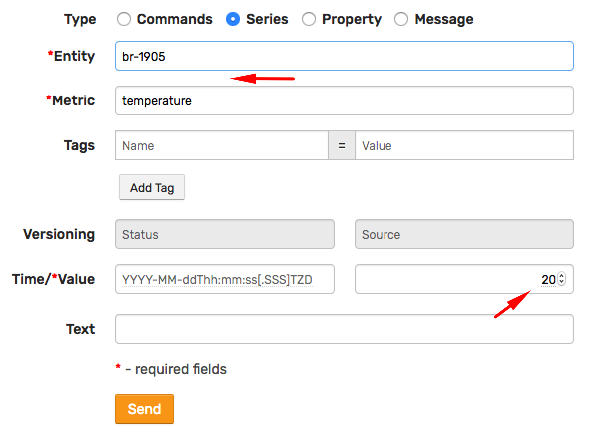 Type Commands Series Property Message
*Entity br-1905
*Metric temperature
Tags Name = Value
Add Tag
Versioning Status Source
Time/*Value YYYY-MM-ddThh:mm:ss[.SSS]TZD 20
Text
* - required fields
Send